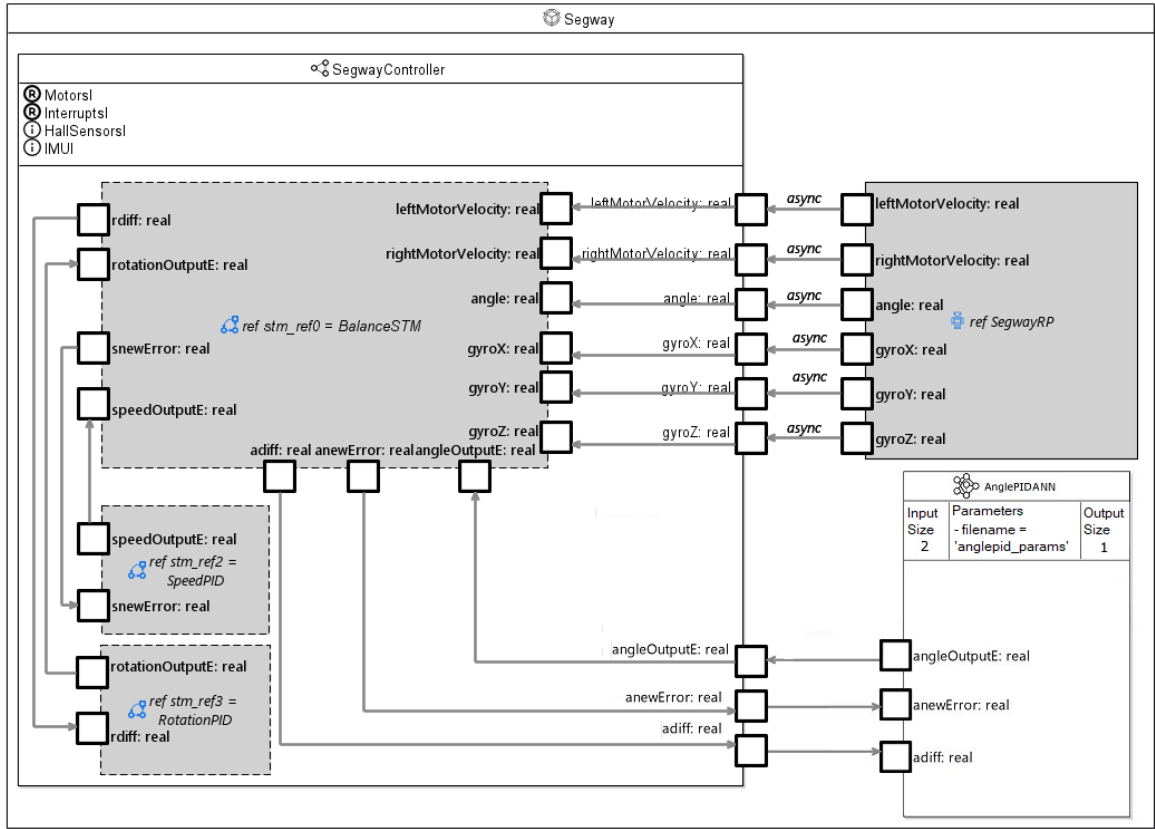 Segway
SegwayController
R MotorsI
R InterruptsI
i HallSensorsI
i IMUI
rdiff: real
rotationOutputE: real
snewError: real
speedOutputE: real
ref stm_ref0 = BalanceSTM
leftMotorVelocity: real
rightMotorVelocity: real
angle: real
gyroX: real
gyroY: real
gyroZ: real
adiff: real anewError: real angleOutputE: real
leftMotorVelocity: real
rightMotorVelocity: real
angle: real
gyroX: real
gyroY: real
gyroZ: real
async
async
async
async
async
async
leftMotorVelocity: real
rightMotorVelocity: real
angle: real
ref SegwayRP
gyroX: real
gyroY: real
gyroZ: real
speedOutputE: real
ref stm_ref2 =
SpeedPID
snewError: real
rotationOutputE: real
ref stm_ref3 =
RotationPID
rdiff: real
angleOutputE: real
anewError: real
adiff: real
AnglePIDANN
Input
Size
2
Parameters
- filename =
'anglepid_params'
Output
Size
1
angleOutputE: real
anewError: real
adiff: real